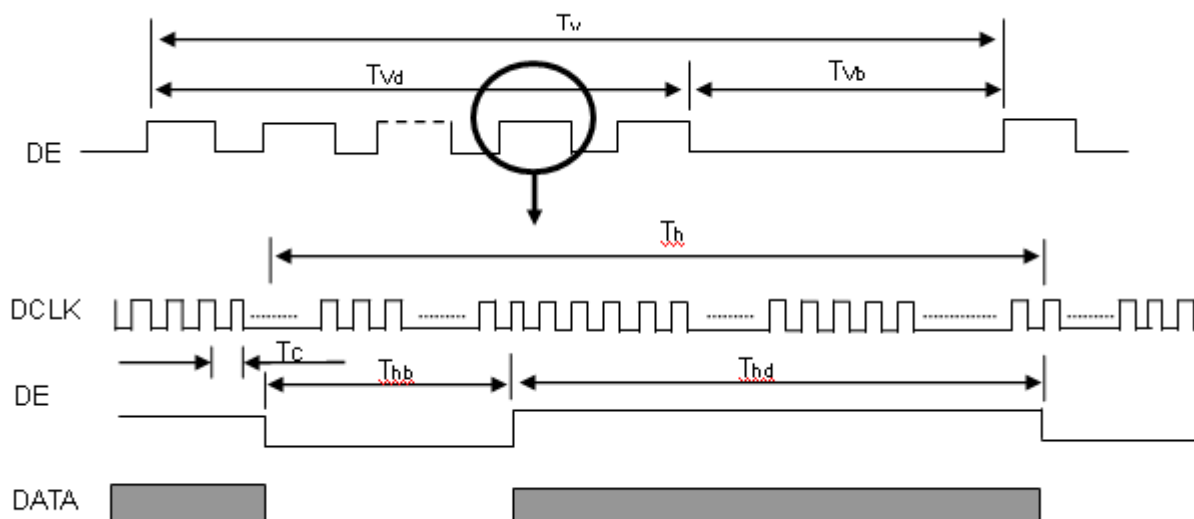 Tv
Tvd
Tvb
DE
Th
DCLK
Tc
Thb
Thd
DE
DATA